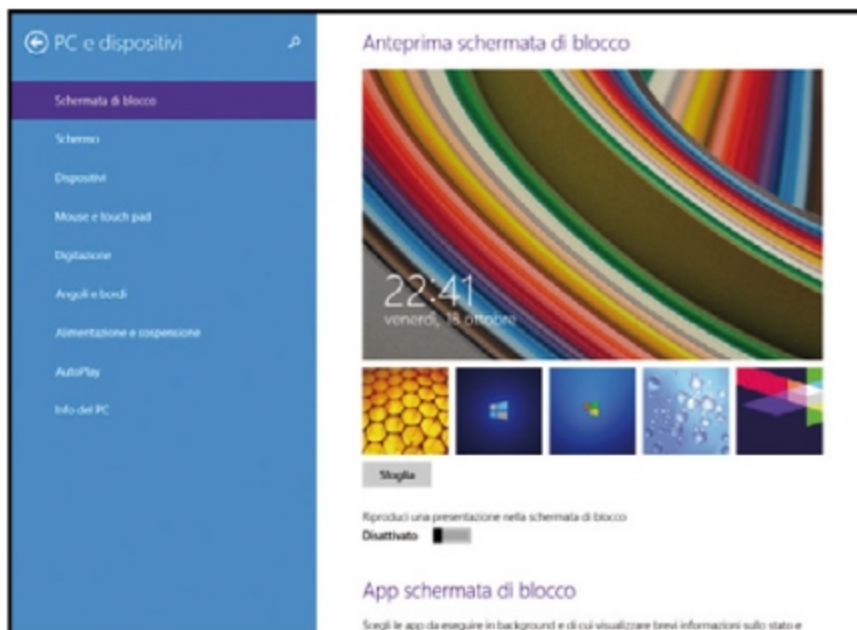 PC e dispositivi
Schermata di blocco
Schermo
Dispositivi
Mouse e touch pad
Digitazione
Angoli e bordi
Alimentazione e sospensione
AutoPlay
Info del PC
Anteprima schermata di blocco
22:41
venerdì, 18 ottobre
Sfoglia
Riproduci una presentazione nella schermata di blocco
Disattivato
App schermata di blocco
Scegli le app da eseguire in background e di cui visualizzare brevi informazioni sullo stato e